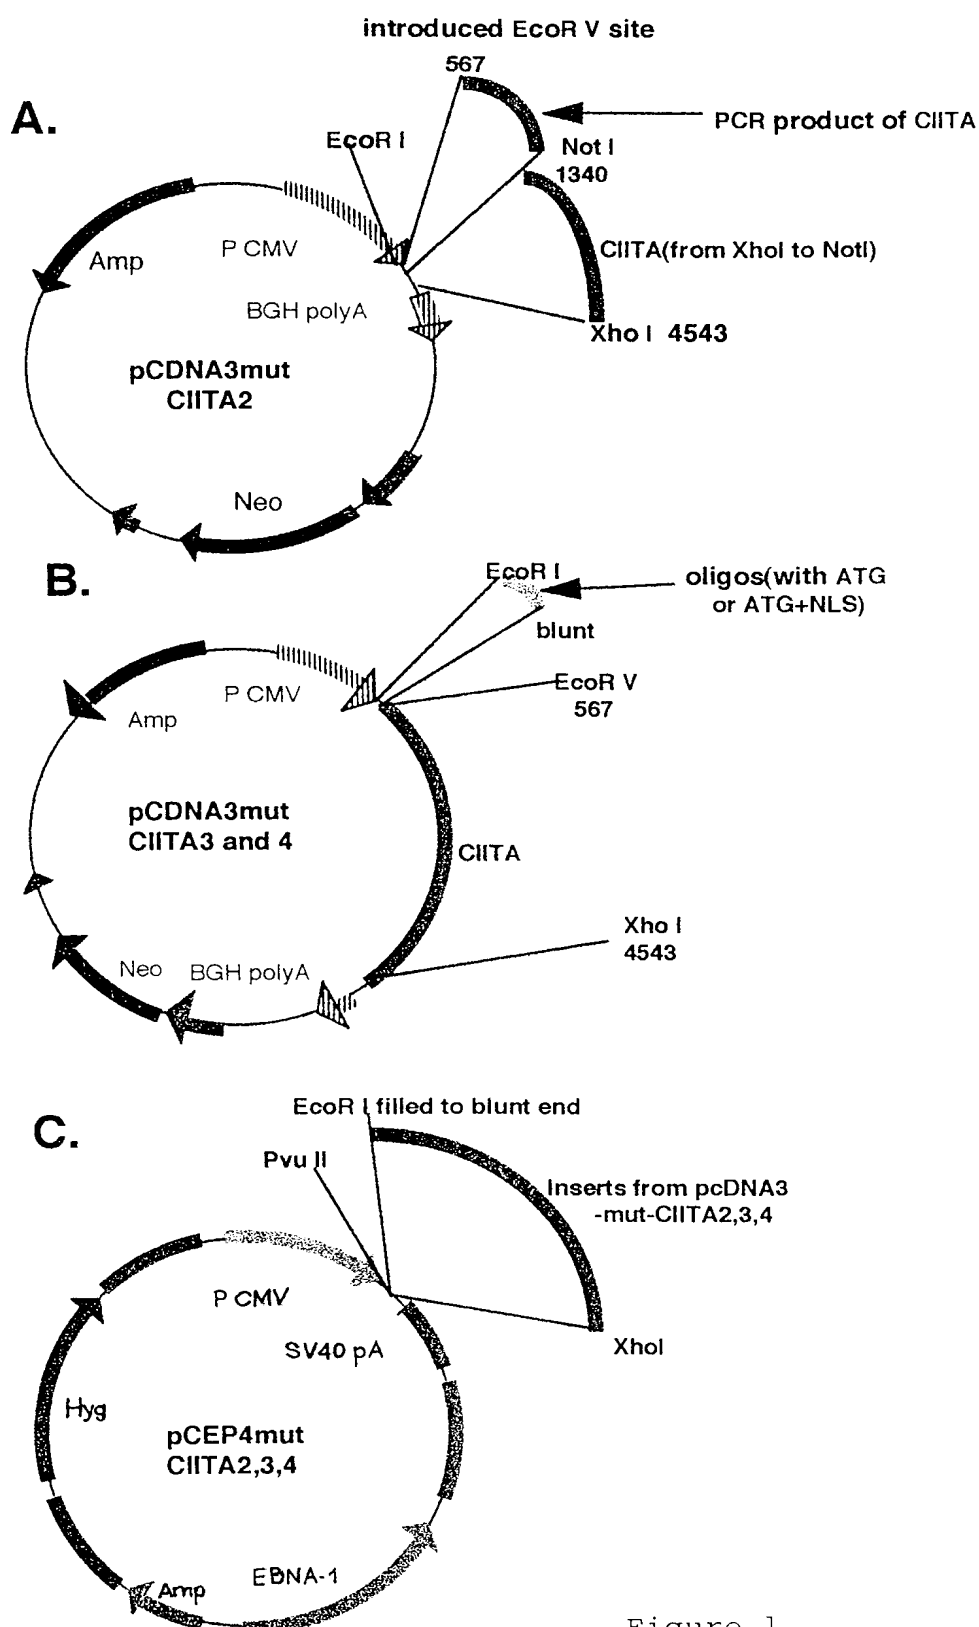 introduced EcoR V site
567
A.
PCR product of CIITA
EcoR I
Not I
1340
P CMV
CIITA(from XhoI to NotI)
Amp
BGH polyA
Xho I 4543
pCDNA3mut
CIITA2
Neo
B.
EcoR I
oligos(with ATG
or ATG+NLS)
blunt
P CMV
EcoR V
567
Amp
pCDNA3mut
CIITA3 and 4
CIITA
Xho I
4543
Neo
BGH polyA
C.
EcoR I filled to blunt end
Pvu II
Inserts from pcDNA3
-mut-CIITA2,3,4
P CMV
SV40 pA
XhoI
Hyg
pCEP4mut
CIITA2,3,4
EBNA-1
Amp
Figure 1